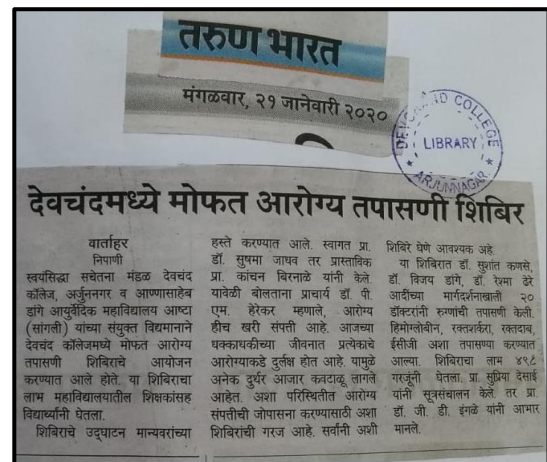 तरुण भारत
मंगळवार, २१ जानेवारी २०२०
DEVCHAND COLLEGE
LIBRARY
ARJUNNAGAR
देवचंदमध्ये मोफत आरोग्य तपासणी शिबिर
वार्ताहर
निपाणी
स्वयंसिद्धा सचेतना मंडळ देवचंद
कॉलेज, अर्जुननगर व आण्णासाहेब
डांगे आयुर्वेदिक महाविद्यालय आष्टा
(सांगली) यांच्या संयुक्त विद्यमानाने
देवचंद कॉलेजमध्ये मोफत आरोग्य
तपासणी शिबिराचे आयोजन
करण्यात आले होते. या शिबिराचा
लाभ महाविद्यालयातील शिक्षकांसह
विद्यार्थ्यांनी घेतला.
शिबिराचे उद्घाटन मान्यवरांच्या
हस्ते करण्यात आले. स्वागत प्रा.
डॉ. सुषमा जाधव तर प्रास्ताविक
प्रा. कांचन बिरनाळे यांनी केले.
यावेळी बोलताना प्राचार्य डॉ. पी.
एम. हेरेकर म्हणाले, आरोग्य
हीच खरी संपती आहे. आजच्या
धक्काधकीच्या जीवनात प्रत्येकाचे
आरोग्याकडे दुर्लक्ष होत आहे. यामुळे
अनेक दुर्धर आजार कवटाळू लागले
आहेत. अशा परिस्थितीत आरोग्य
संपतीची जोपासना करण्यासाठी अशा
शिबिरांची गरज आहे. सर्वांनी अशी
शिबिरे घेणे आवश्यक आहे.
या शिबिरात डॉ. सुशांत कणसे,
डॉ. विजय डांगे, डॉ. रेश्मा ढेरे
आदींच्या मार्गदर्शनाखाली २०
डॉक्टरांनी रुग्णांची तपासणी केली.
हिमोग्लोबीन, रक्तशर्करा, रक्तदाब,
ईसीजी अशा तपासण्या करण्यात
आल्या. शिबिराचा लाभ ४९८
गरजूंनी घेतला. प्रा. सुप्रिया देसाई
यांनी सूत्रसंचालन केले तर प्रा.
डॉ. जी. डी. इंगळे यांनी आभार
मानले.